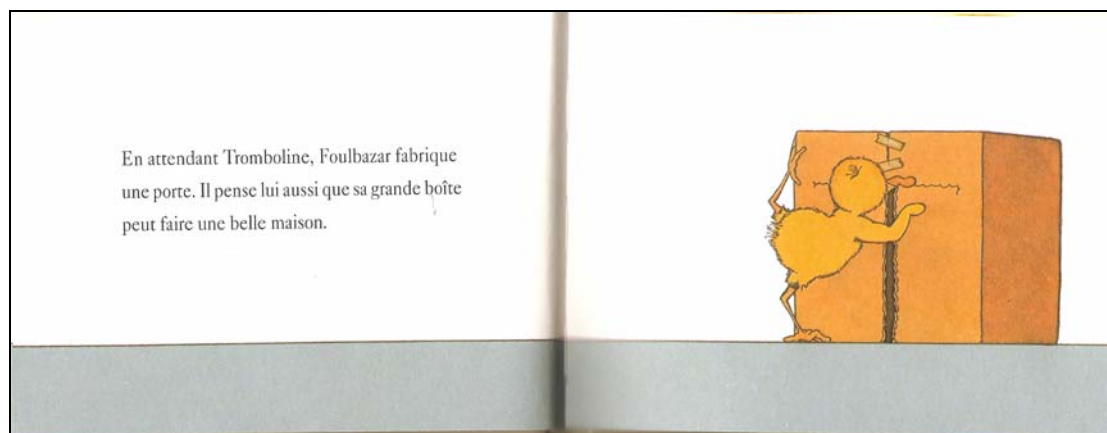 En attendant Tromboline, Foulbazar fabrique
une porte. Il pense lui aussi que sa grande boîte
peut faire une belle maison.